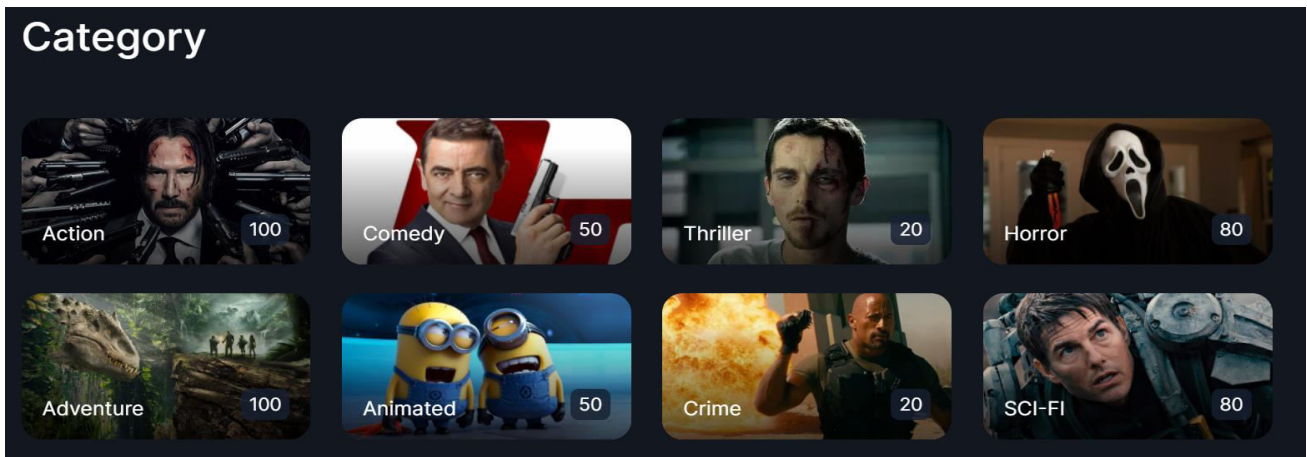 Category
Action 100
Comedy 50
Thriller 20
Horror 80
Adventure 100
Animated 50
Crime 20
SCI-FI 80